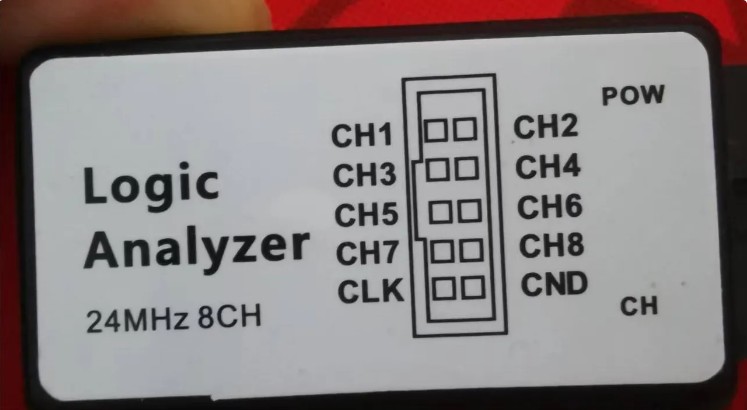 POW
CH1 CH2
CH3 CH4
CH5 CH6
CH7 CH8
CLK CND
Logic
Analyzer
24MHz 8CH
CH